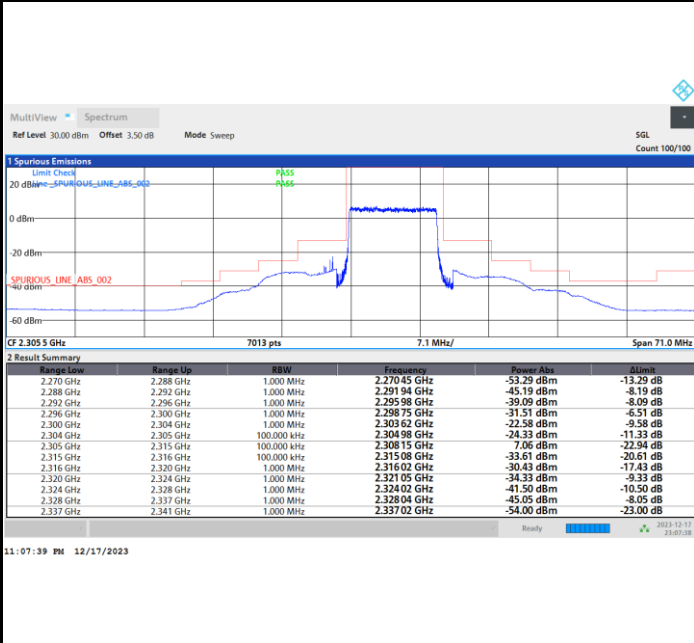 MultiView Spectrum
Ref Level 30.00 dBm Offset 3.50 dB Mode Sweep SGL
Count 100/100
1 Spurious Emissions
Limit Check PASS
20 dBm Line _SPURIOUS_LINE_ABS_002 PASS
0 dBm
-20 dBm
SPURIOUS_LINE_ABS_002
-40 dBm
-60 dBm
CF 2.305 5 GHz 7013 pts 7.1 MHz/ Span 71.0 MHz
2 Result Summary
Range Low Range Up RBW Frequency Power Abs ΔLimit
2.270 GHz 2.288 GHz 1.000 MHz 2.270 45 GHz -53.29 dBm -13.29 dB
2.288 GHz 2.292 GHz 1.000 MHz 2.291 94 GHz -45.19 dBm -8.19 dB
2.292 GHz 2.296 GHz 1.000 MHz 2.295 98 GHz -39.09 dBm -8.09 dB
2.296 GHz 2.300 GHz 1.000 MHz 2.298 75 GHz -31.51 dBm -6.51 dB
2.300 GHz 2.304 GHz 1.000 MHz 2.303 62 GHz -22.58 dBm -9.58 dB
2.304 GHz 2.305 GHz 100.000 kHz 2.304 98 GHz -24.33 dBm -11.33 dB
2.305 GHz 2.315 GHz 100.000 kHz 2.308 15 GHz 7.06 dBm -22.94 dB
2.315 GHz 2.316 GHz 100.000 kHz 2.315 08 GHz -33.61 dBm -20.61 dB
2.316 GHz 2.320 GHz 1.000 MHz 2.316 02 GHz -30.43 dBm -17.43 dB
2.320 GHz 2.324 GHz 1.000 MHz 2.321 05 GHz -34.33 dBm -9.33 dB
2.324 GHz 2.328 GHz 1.000 MHz 2.324 02 GHz -41.50 dBm -10.50 dB
2.328 GHz 2.337 GHz 1.000 MHz 2.328 04 GHz -45.05 dBm -8.05 dB
2.337 GHz 2.341 GHz 1.000 MHz 2.337 02 GHz -54.00 dBm -23.00 dB
Ready 2023-12-17
23:07:38
11:07:39 PM 12/17/2023